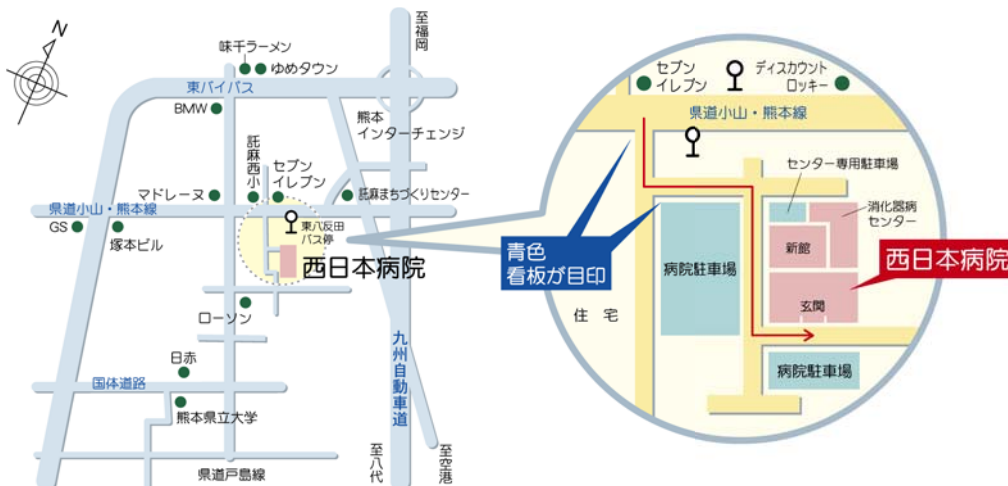 N
至福岡
味千ラーメン
ゆめタウン
東バイパス
BMW
熊本
インターチェンジ
託麻西小
セブン
イレブン
マドレーヌ
託麻まちづくりセンター
県道小山・熊本線
GS
塚本ビル
東八反田
バス停
西日本病院
ローソン
日赤
国体道路
熊本県立大学
九州自動車道
県道戸島線
至八代
至空港
セブン
イレブン
ディスカウント
ロッキー
県道小山・熊本線
センター専用駐車場
消化器病
センター
新館
青色
看板が目印
病院駐車場
西日本病院
玄関
住宅
病院駐車場